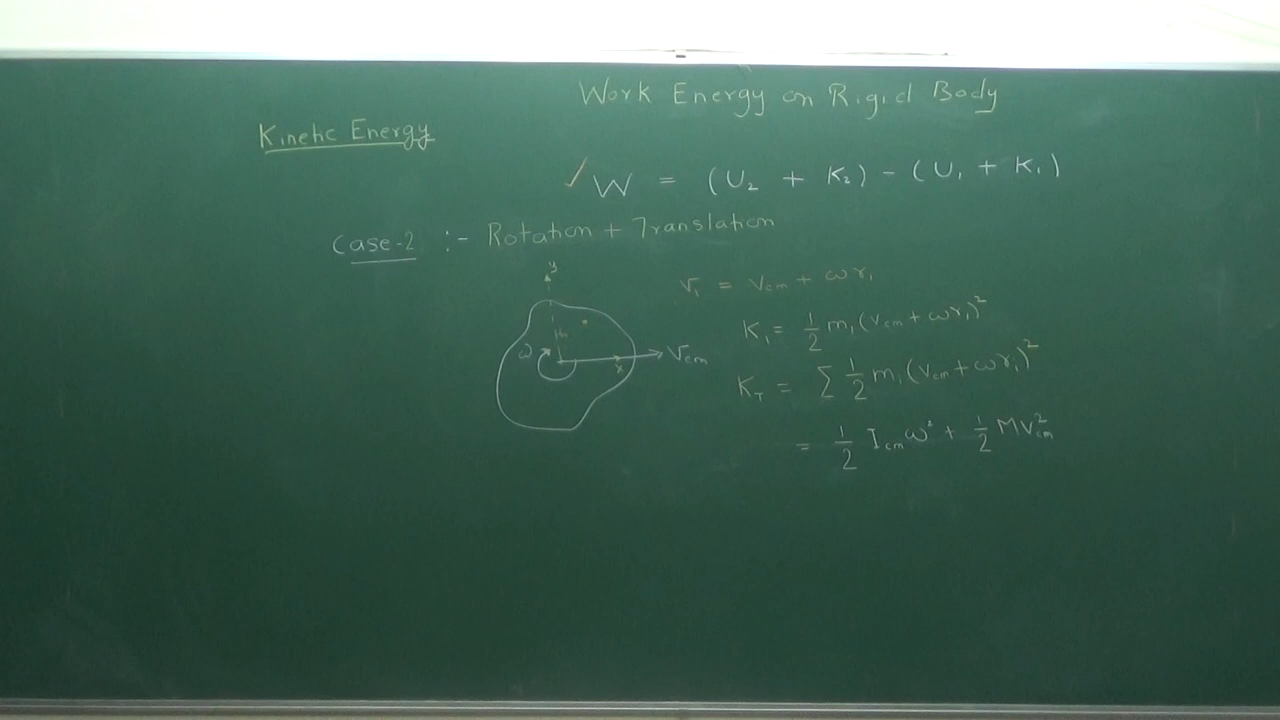 Work Energy on Rigid Body
Kinetic Energy
✓ W = (U₂ + K₂) - (U₁ + K₁)
Case-2 :- Rotation + Translation
y
ω
x
Vcm
v₁ = vcm + ωr₁
K₁ = 1/2 m₁(vcm + ωr₁)²
K_T = ∑ 1/2 m₁(vcm + ωr₁)²
= 1/2 Icm ω² + 1/2 MV²cm